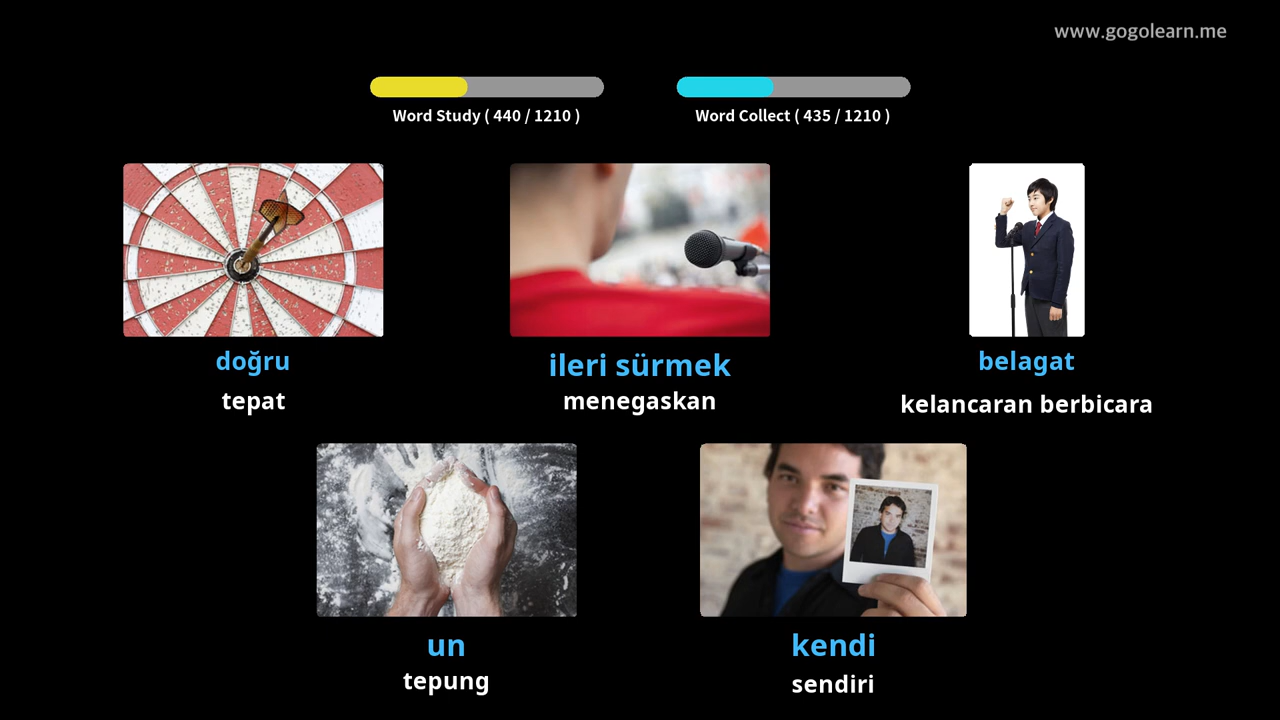 www.gogolearn.me
Word Study ( 440 / 1210 )
Word Collect ( 435 / 1210 )
doğru
tepat
ileri sürmek
menegaskan
belagat
kelancaran berbicara
un
tepung
kendi
sendiri